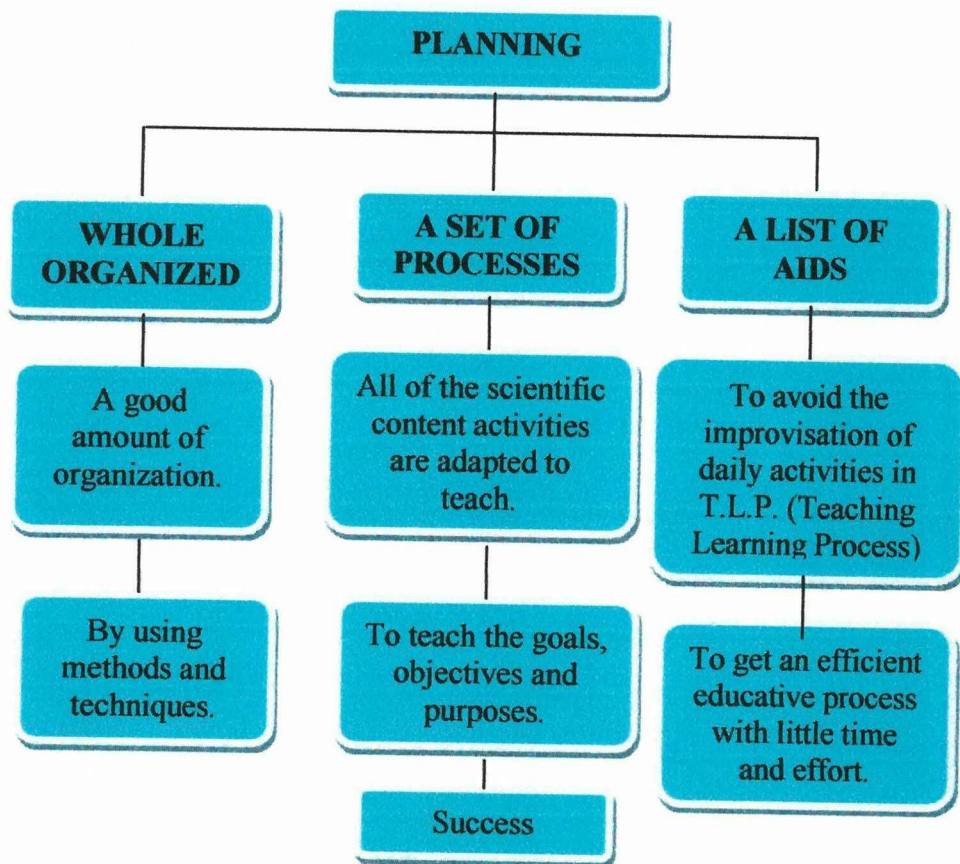 PLANNING
WHOLE
ORGANIZED
A SET OF
PROCESSES
A LIST OF
AIDS
A good
amount of
organization.
All of the scientific
content activities
are adapted to
teach.
To avoid the
improvisation of
daily activities in
T.L.P. (Teaching
Learning Process)
By using
methods and
techniques.
To teach the goals,
objectives and
purposes.
To get an efficient
educative process
with little time
and effort.
Success